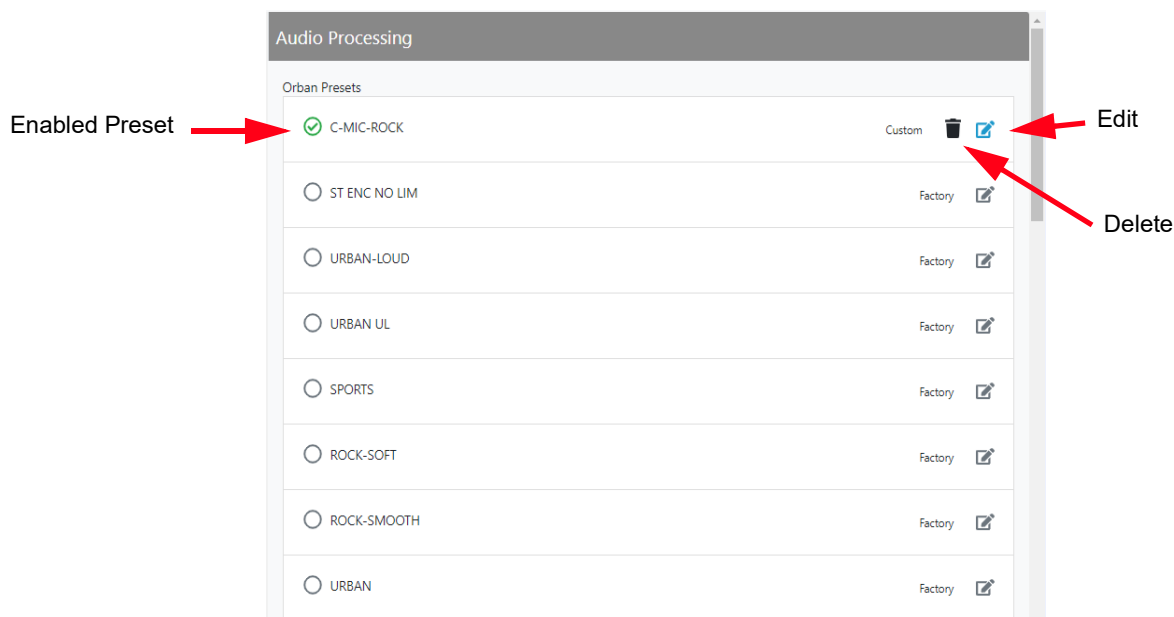 Audio Processing
Orban Presets
Enabled Preset
C-MIC-ROCK
Custom
Edit
ST ENC NO LIM
Factory
Delete
URBAN-LOUD
Factory
URBAN UL
Factory
SPORTS
Factory
ROCK-SOFT
Factory
ROCK-SMOOTH
Factory
URBAN
Factory